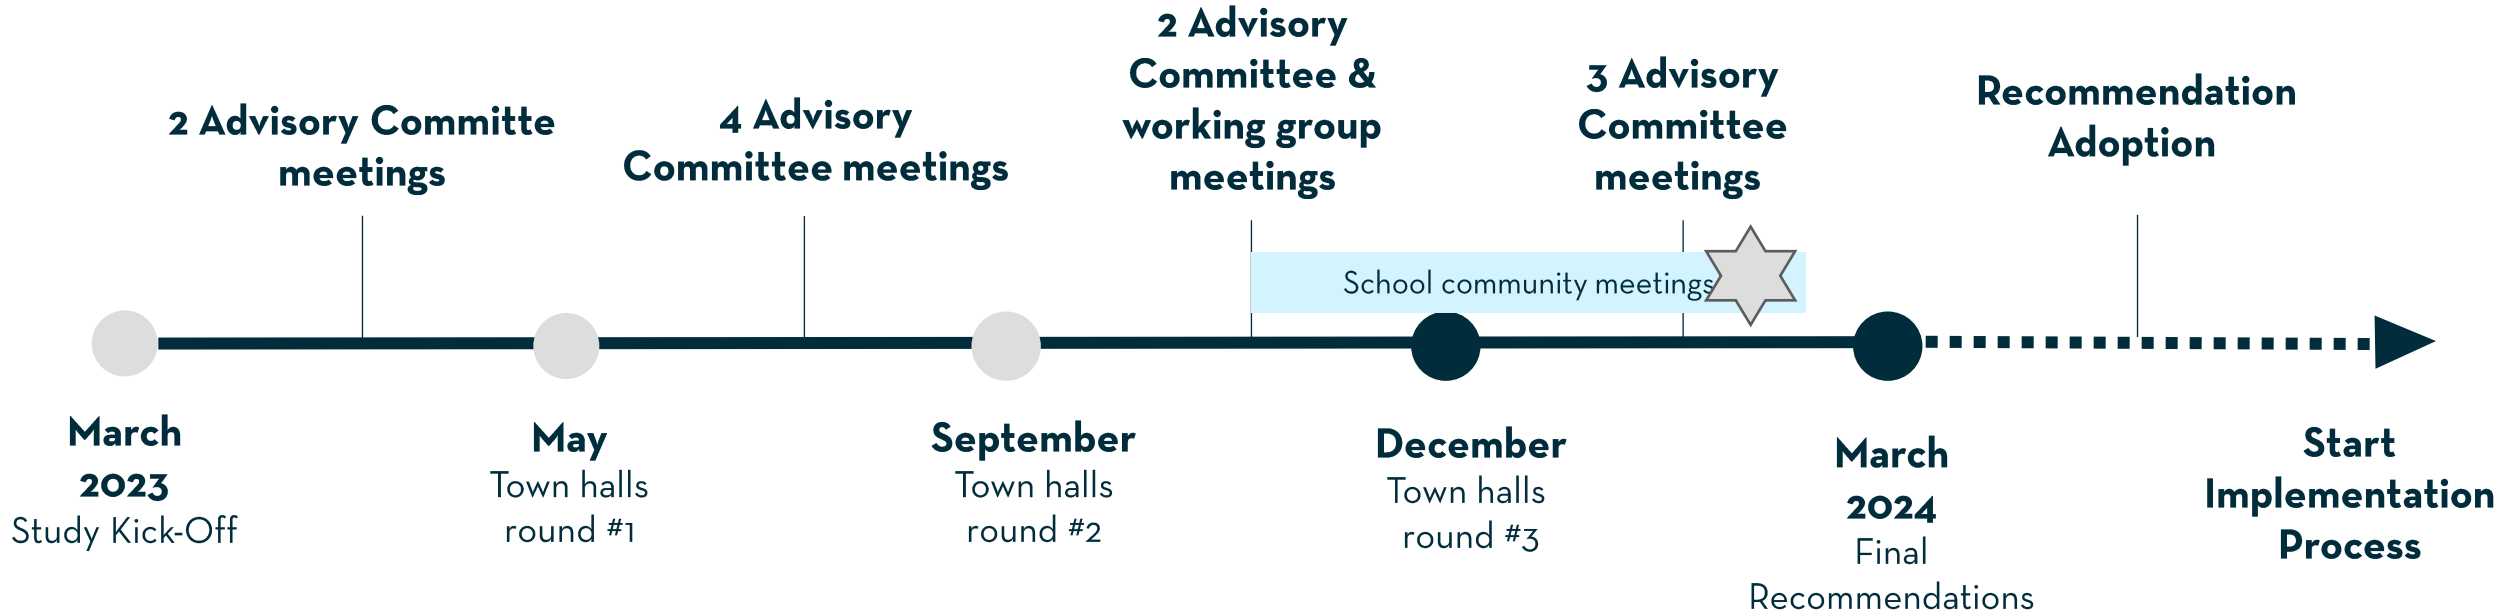 2 Advisory Committe
meetings
4 Advisory
Committee meetings
2 Advisory
Committee &
working group
meetings
3 Advisory
Committee
meetings
Recommendation
Adoption
School community meetings
March
2023
Study Kick-Off
May
Town halls
round #1
September
Town halls
round #2
December
Town halls
round #3
March
2024
Final
Recommendations
Start
Implementation
Process